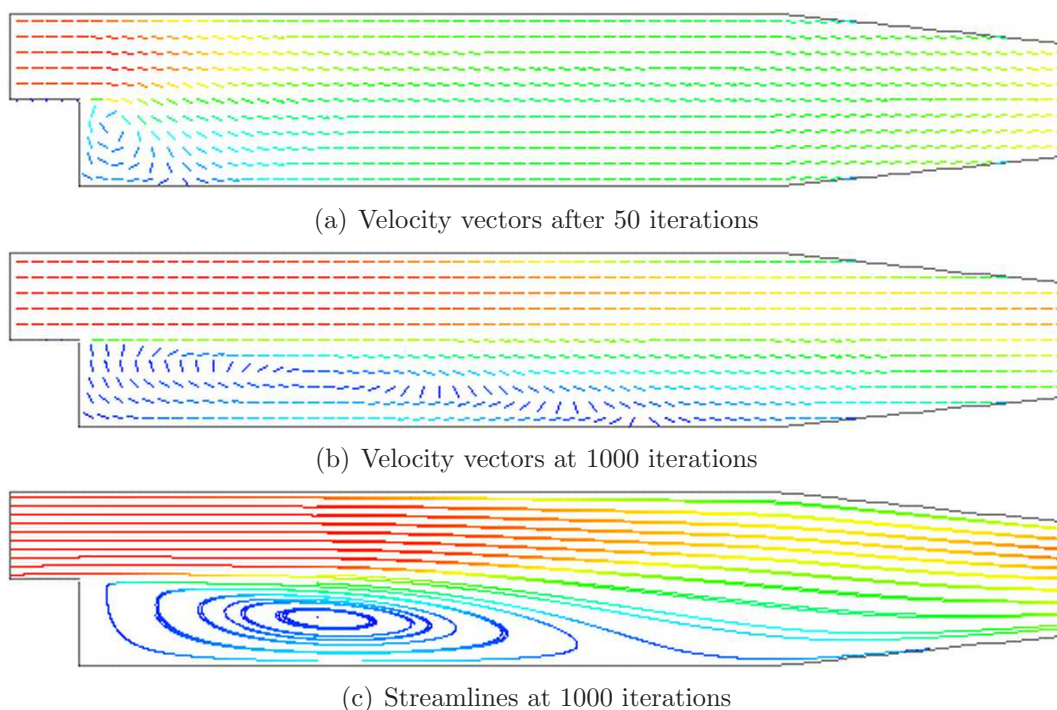 (a) Velocity vectors after 50 iterations
(b) Velocity vectors at 1000 iterations
(c) Streamlines at 1000 iterations